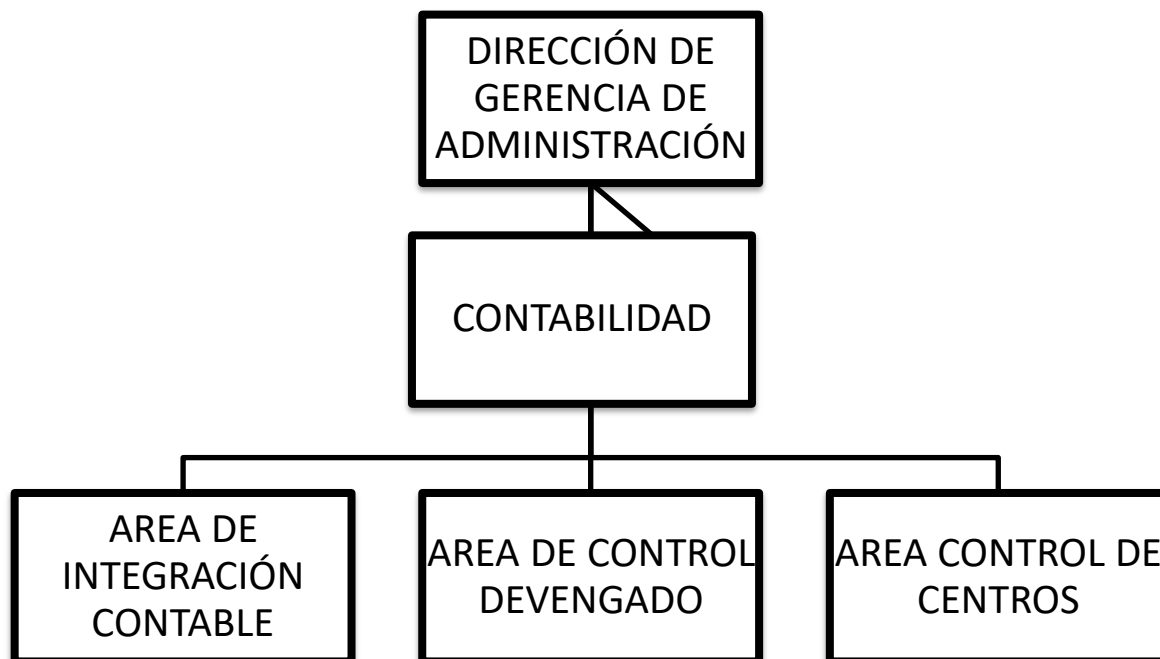 DIRECCIÓN DE
GERENCIA DE
ADMINISTRACIÓN
CONTABILIDAD
AREA DE
INTEGRACIÓN
CONTABLE
AREA DE CONTROL
DEVENGADO
AREA CONTROL DE
CENTROS